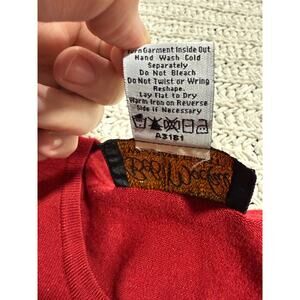 Turn Garment Inside Out
Hand Wash Cold
Separately
Do Not Bleach
Do Not Twist or Wring
Reshape.
Lay Flat to Dry
Warm Iron on Reverse
Side if Necessary
A3181